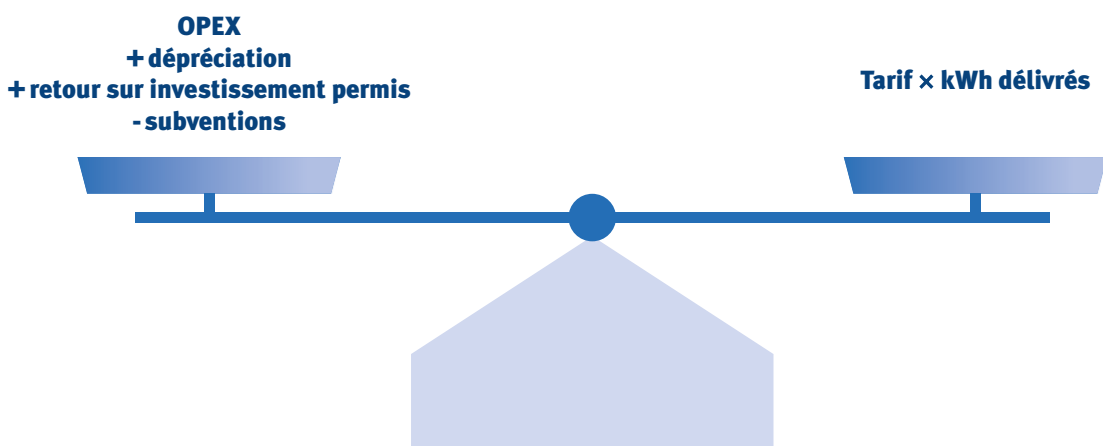 OPEX
+ dépréciation
+ retour sur investissement permis
- subventions
Tarif × kWh délivrés